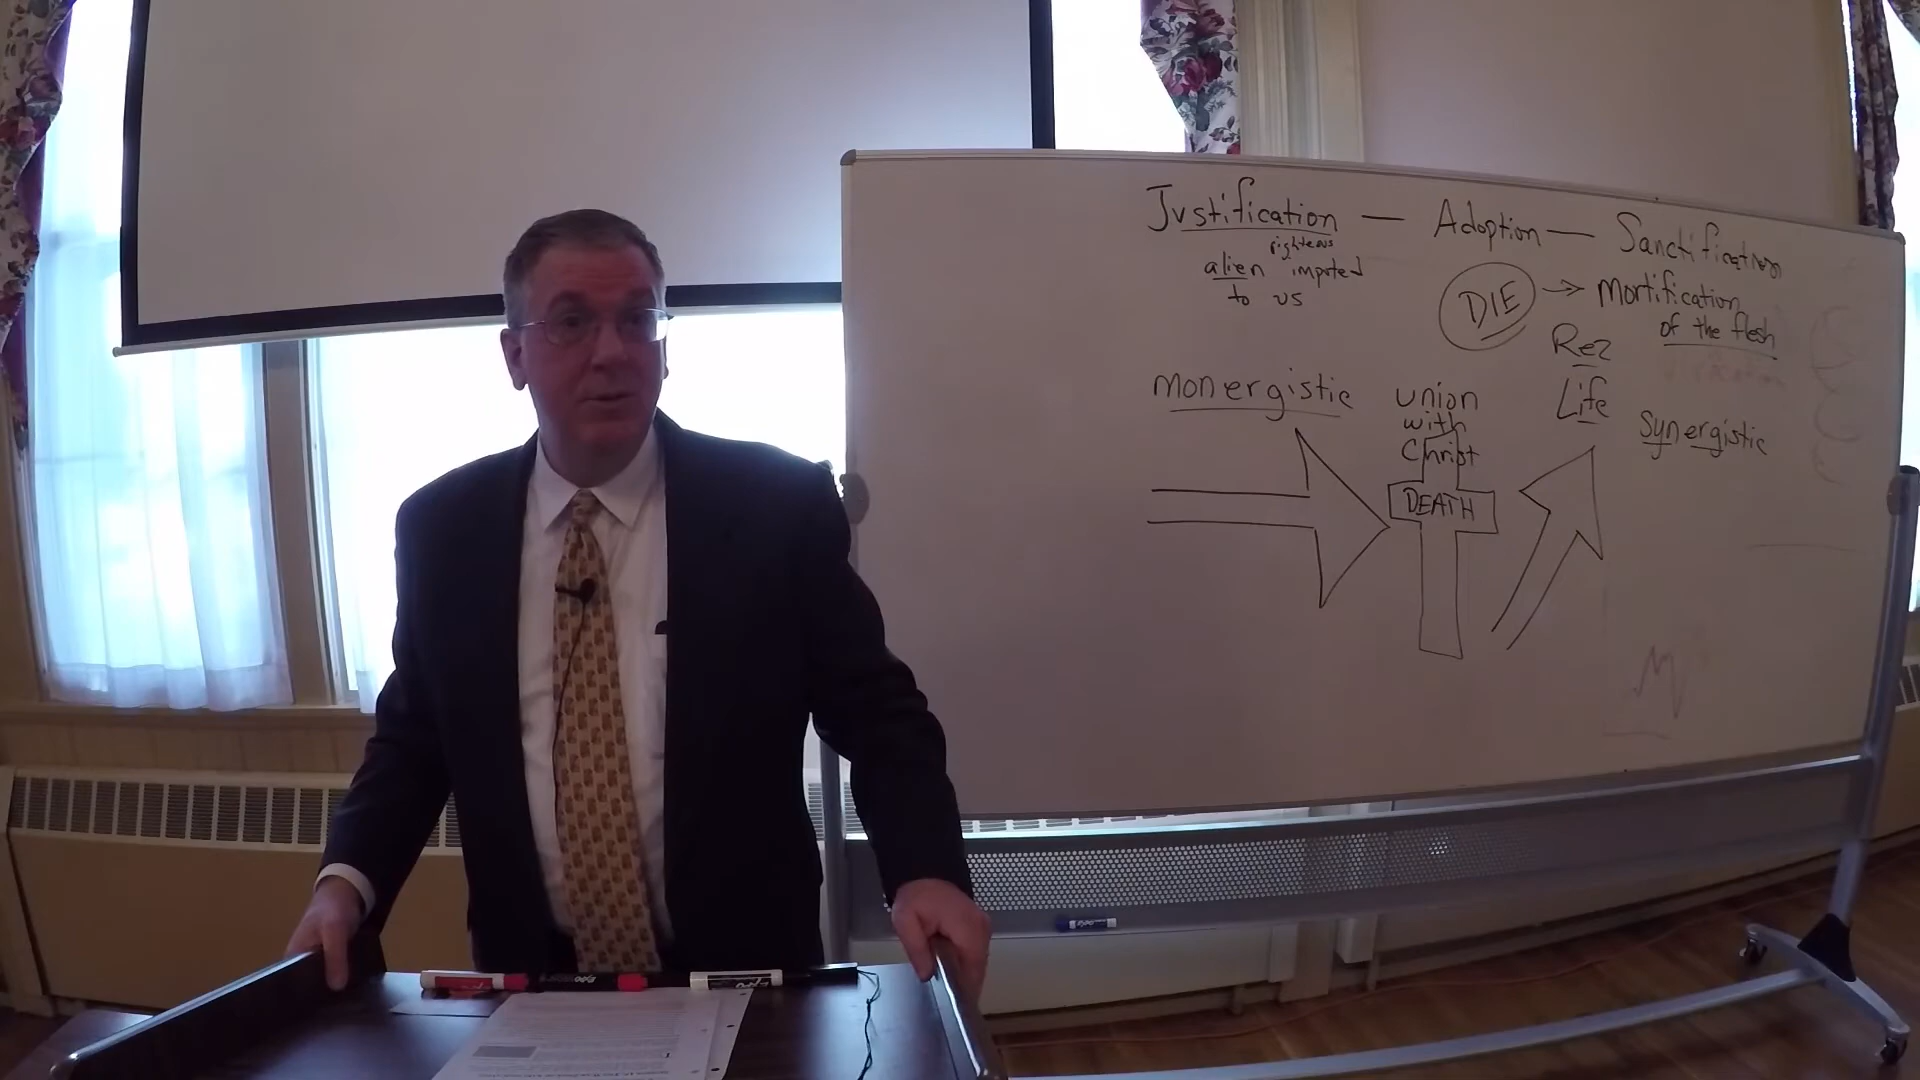 Justification — Adoption — Sanctification
righteous
alien imputed
to us
DIE → Mortification
of the flesh
Rez
Life
monergistic
union
with
Christ
DEATH
Synergistic
EXPO